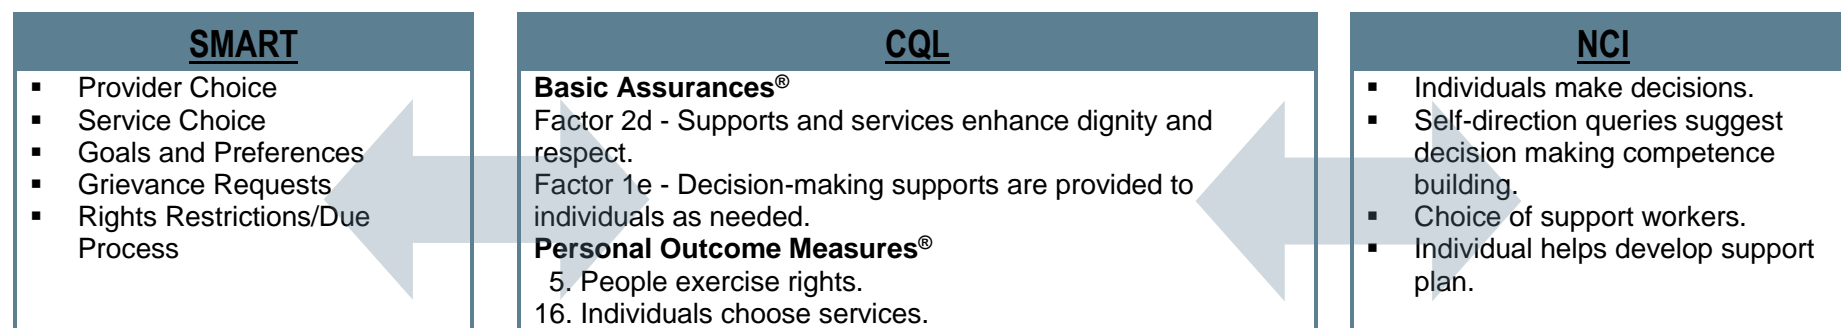 SMART
▪ Provider Choice
▪ Service Choice
▪ Goals and Preferences
▪ Grievance Requests
▪ Rights Restrictions/Due
Process
CQL
Basic Assurances®
Factor 2d - Supports and services enhance dignity and
respect.
Factor 1e - Decision-making supports are provided to
individuals as needed.
Personal Outcome Measures®
5. People exercise rights.
16. Individuals choose services.
NCI
▪ Individuals make decisions.
▪ Self-direction queries suggest
decision making competence
building.
▪ Choice of support workers.
▪ Individual helps develop support
plan.